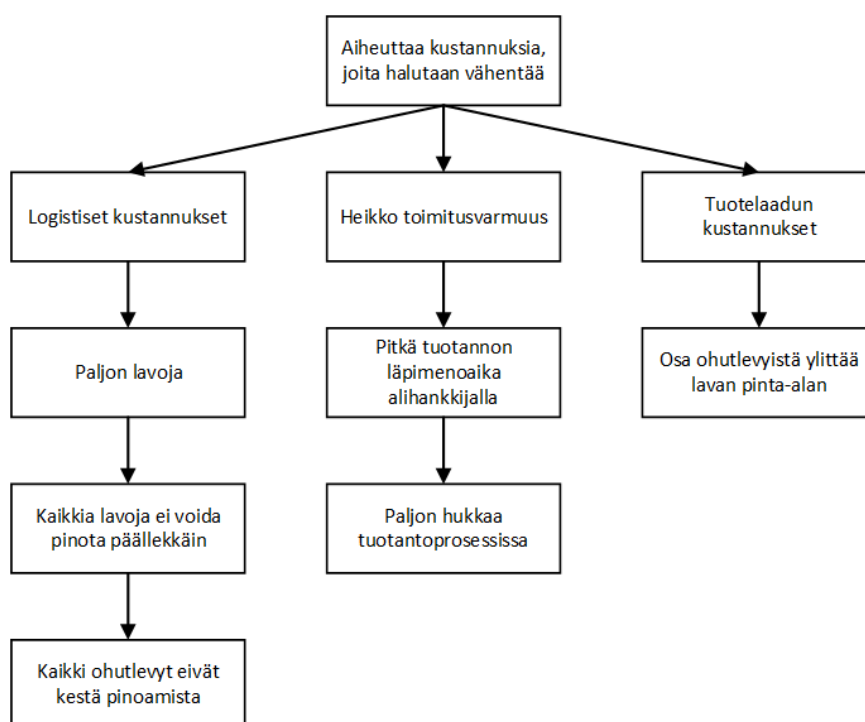 Aiheuttaa kustannuksia,
joita halutaan vähentää
Logistiset kustannukset
Heikko toimitusvarmuus
Tuotelaadun
kustannukset
Paljon lavoja
Pitkä tuotannon
läpimenoaika
alihankkijalla
Osa ohutlevyistä ylittää
lavan pinta-alan
Kaikkia lavoja ei voida
pinota päällekkäin
Paljon hukkaa
tuotantoprosessissa
Kaikki ohutlevyt eivät
kestä pinoamista